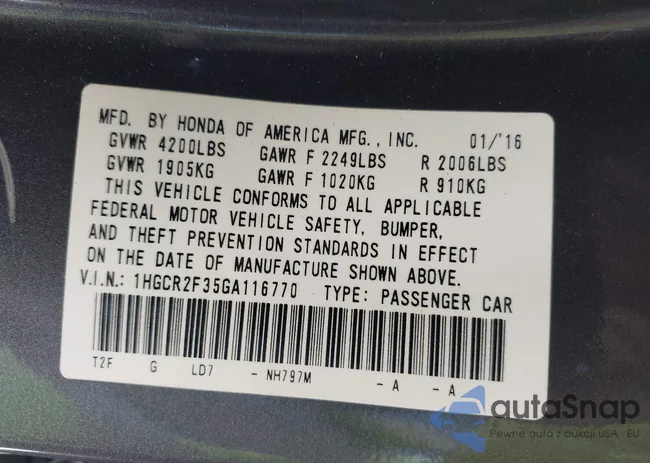 MFD. BY HONDA OF AMERICA MFG., INC. 01/'16
GVWR 4200LBS GAWR F 2249LBS R 2006LBS
GVWR 1905KG GAWR F 1020KG R 910KG
THIS VEHICLE CONFORMS TO ALL APPLICABLE
FEDERAL MOTOR VEHICLE SAFETY, BUMPER,
AND THEFT PREVENTION STANDARDS IN EFFECT
ON THE DATE OF MANUFACTURE SHOWN ABOVE.
V.I.N.: 1HGCR2F35GA116770 TYPE: PASSENGER CAR
T2F G LD7 - NH797M - A - A
autaSnap
Pewne auto z aukcji USA · EU